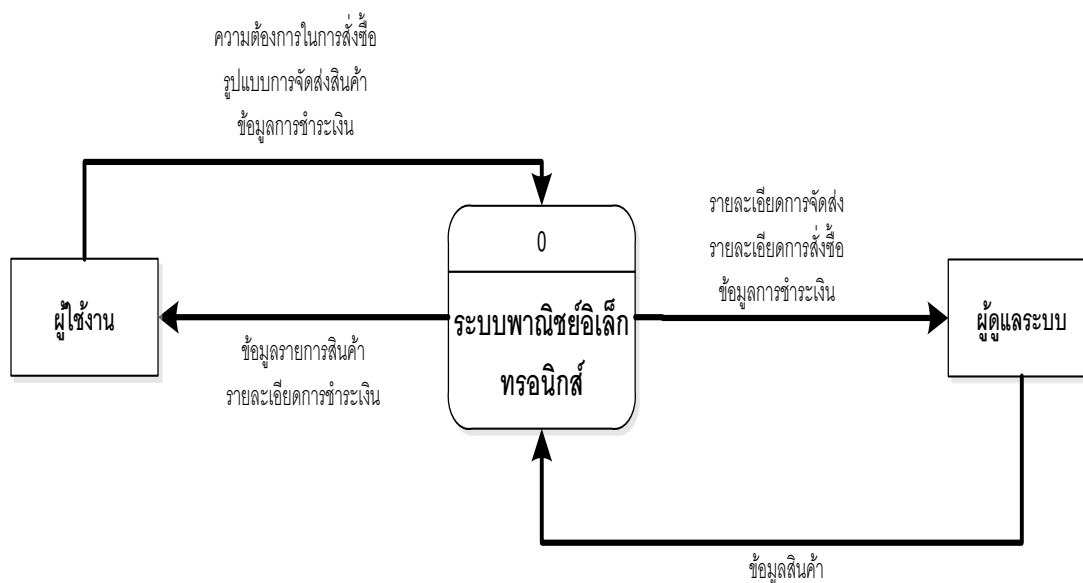 ความต้องการในการสั่งซื้อ
รูปแบบการจัดส่งสินค้า
ข้อมูลการชำระเงิน
รายละเอียดการจัดส่ง
รายละเอียดการสั่งซื้อ
ข้อมูลการชำระเงิน
0
ผู้ใช้งาน
ระบบพาณิชย์อิเล็ก
ทรอนิกส์
ผู้ดูแลระบบ
ข้อมูลรายการสินค้า
รายละเอียดการชำระเงิน
ข้อมูลสินค้า